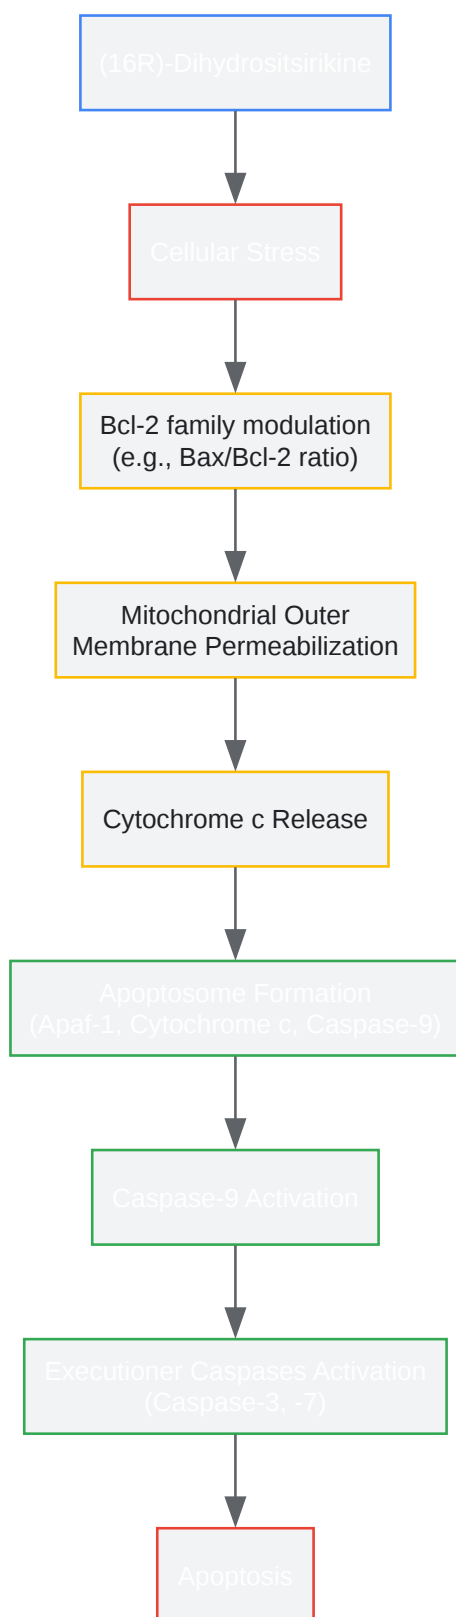 (16R)-Dihydrositsirikine
Cellular Stress
Bcl-2 family modulation
(e.g., Bax/Bcl-2 ratio)
Mitochondrial Outer
Membrane Permeabilization
Cytochrome c Release
Apoptosome Formation
(Apaf-1, Cytochrome c, Caspase-9)
Caspase-9 Activation
Executioner Caspases Activation
(Caspase-3, -7)
Apoptosis